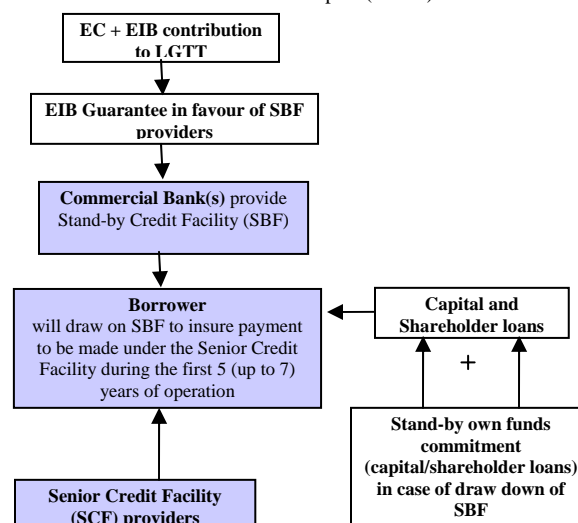 EC + EIB contribution
to LGTT
EIB Guarantee in favour of SBF
providers
Commercial Bank(s) provide
Stand-by Credit Facility (SBF)
Borrower
will draw on SBF to insure payment
to be made under the Senior Credit
Facility during the first 5 (up to 7)
years of operation
Capital and
Shareholder loans
+
Stand-by own funds
commitment
(capital/shareholder loans)
in case of draw down of
SBF
Senior Credit Facility
(SCF) providers